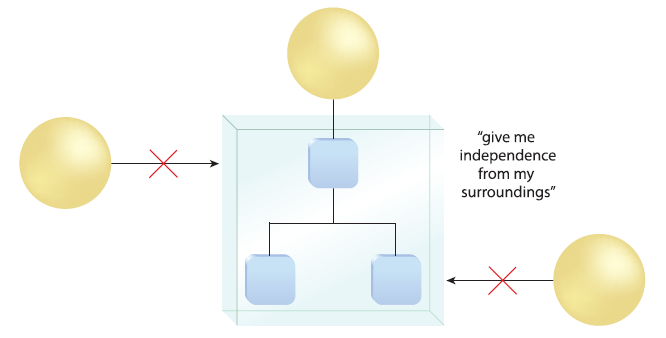 “give me
independence
from my
surroundings”